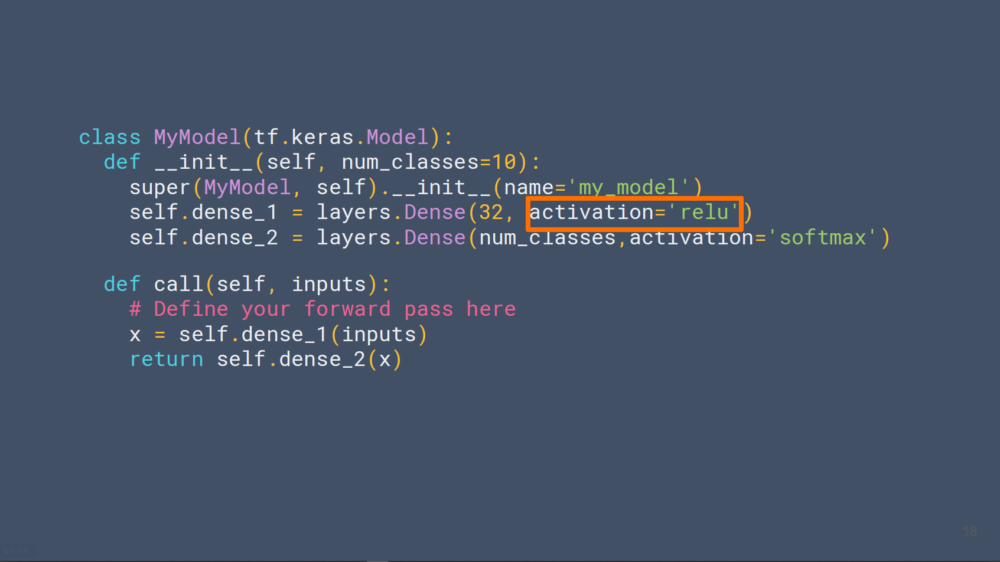 class MyModel(tf.keras.Model):
def __init__(self, num_classes=10):
super(MyModel, self).__init__(name='my_model')
self.dense_1 = layers.Dense(32, activation='relu')
self.dense_2 = layers.Dense(num_classes,activation='softmax')
def call(self, inputs):
# Define your forward pass here
x = self.dense_1(inputs)
return self.dense_2(x)
18